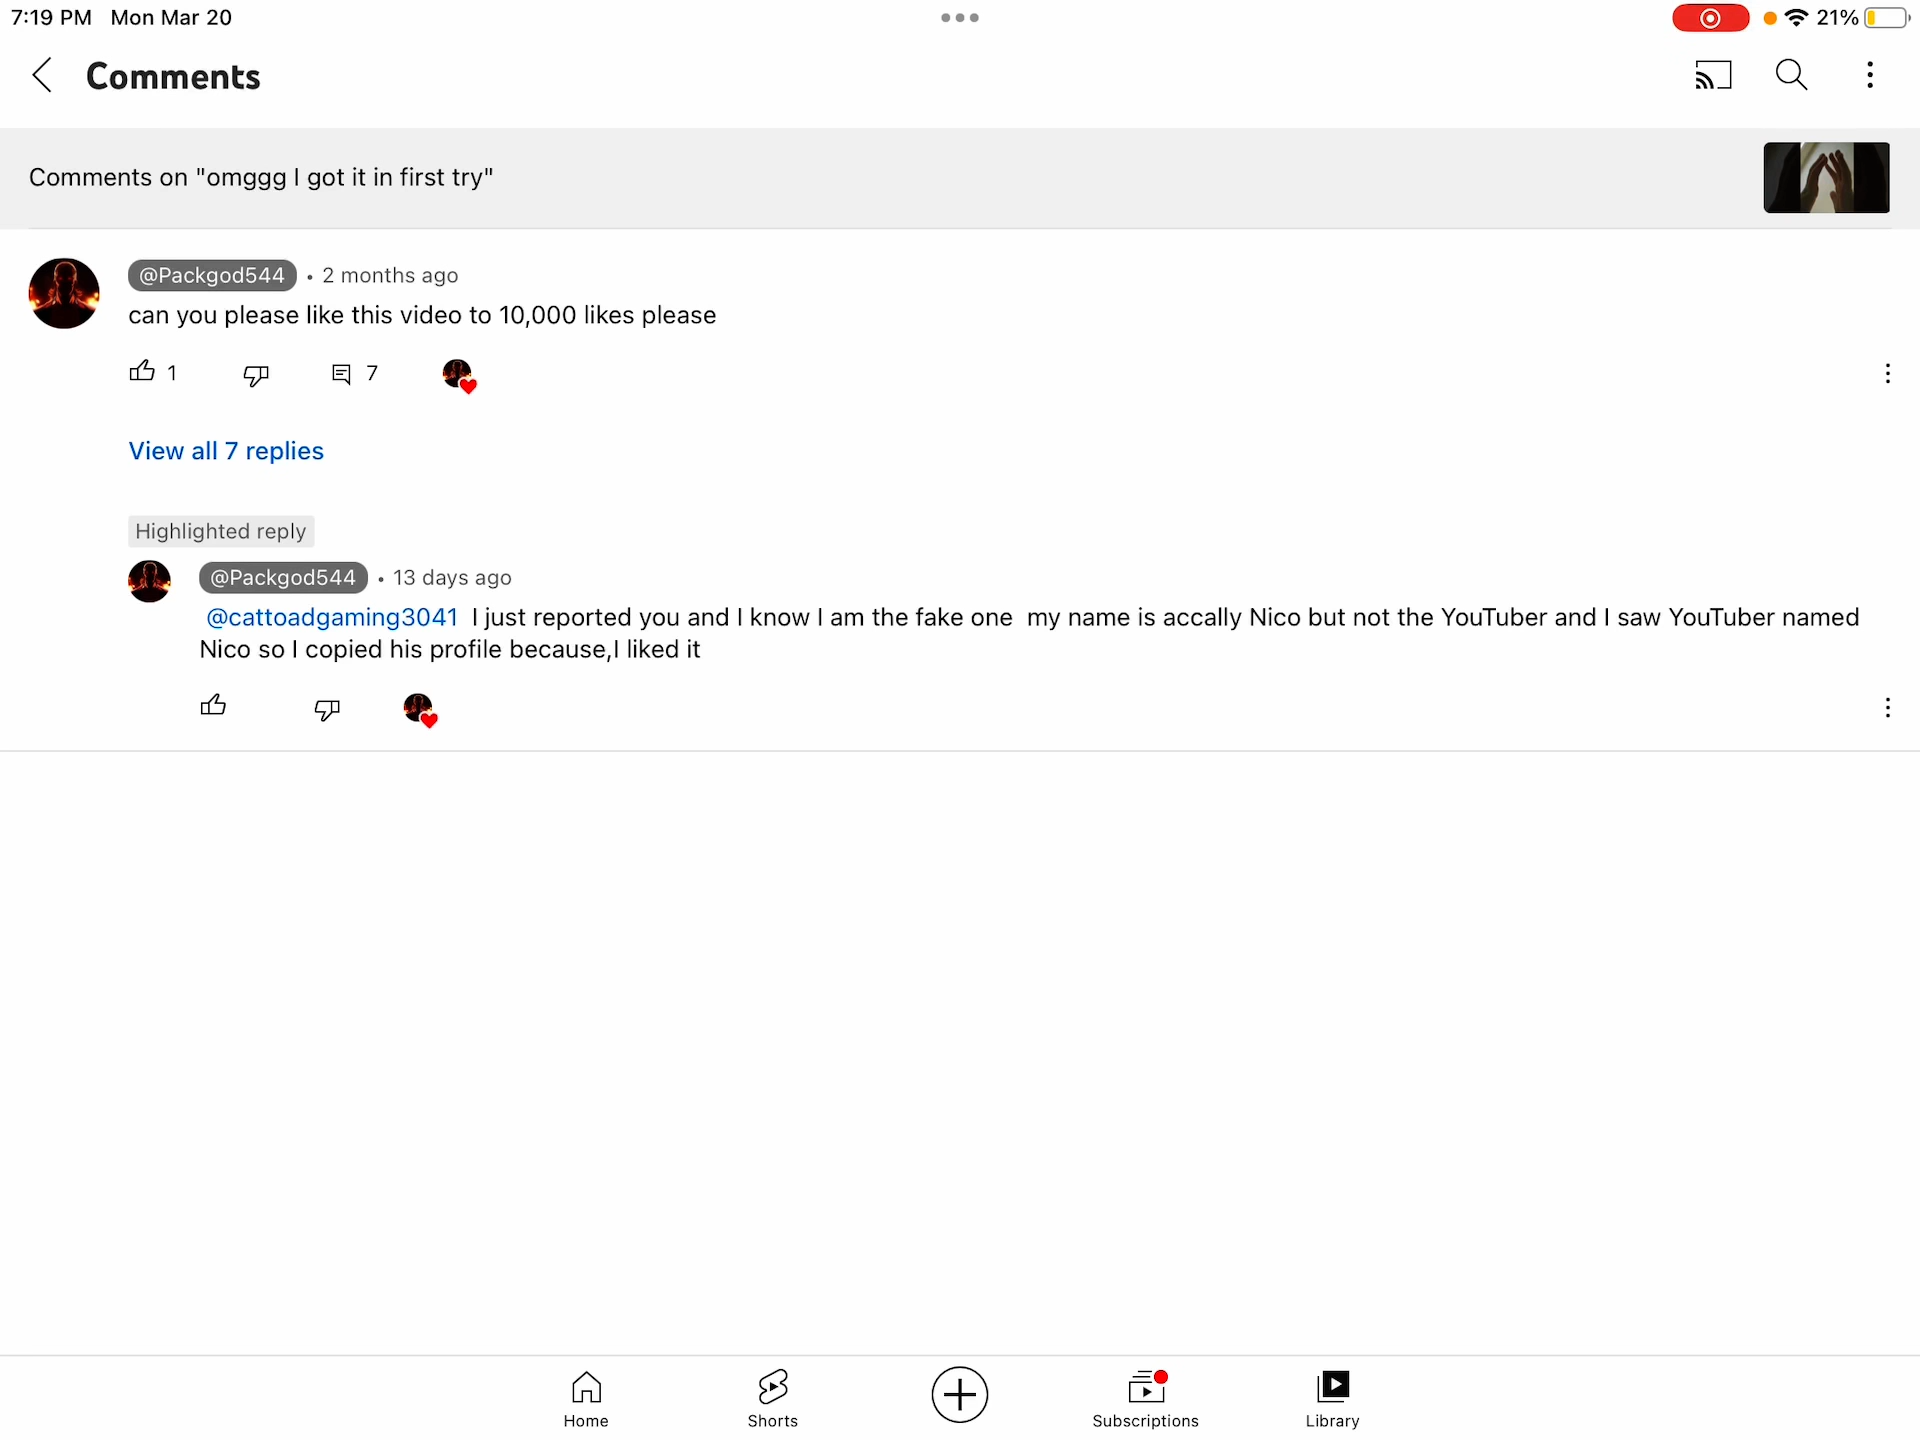 7:19 PM Mon Mar 20
21%
Comments
Comments on "omggg I got it in first try"
@Packgod544 • 2 months ago
can you please like this video to 10,000 likes please
1 7
View all 7 replies
Highlighted reply
@Packgod544 • 13 days ago
@cattoadgaming3041 I just reported you and I know I am the fake one my name is accally Nico but not the YouTuber and I saw YouTuber named
Nico so I copied his profile because,I liked it
Home Shorts Subscriptions Library